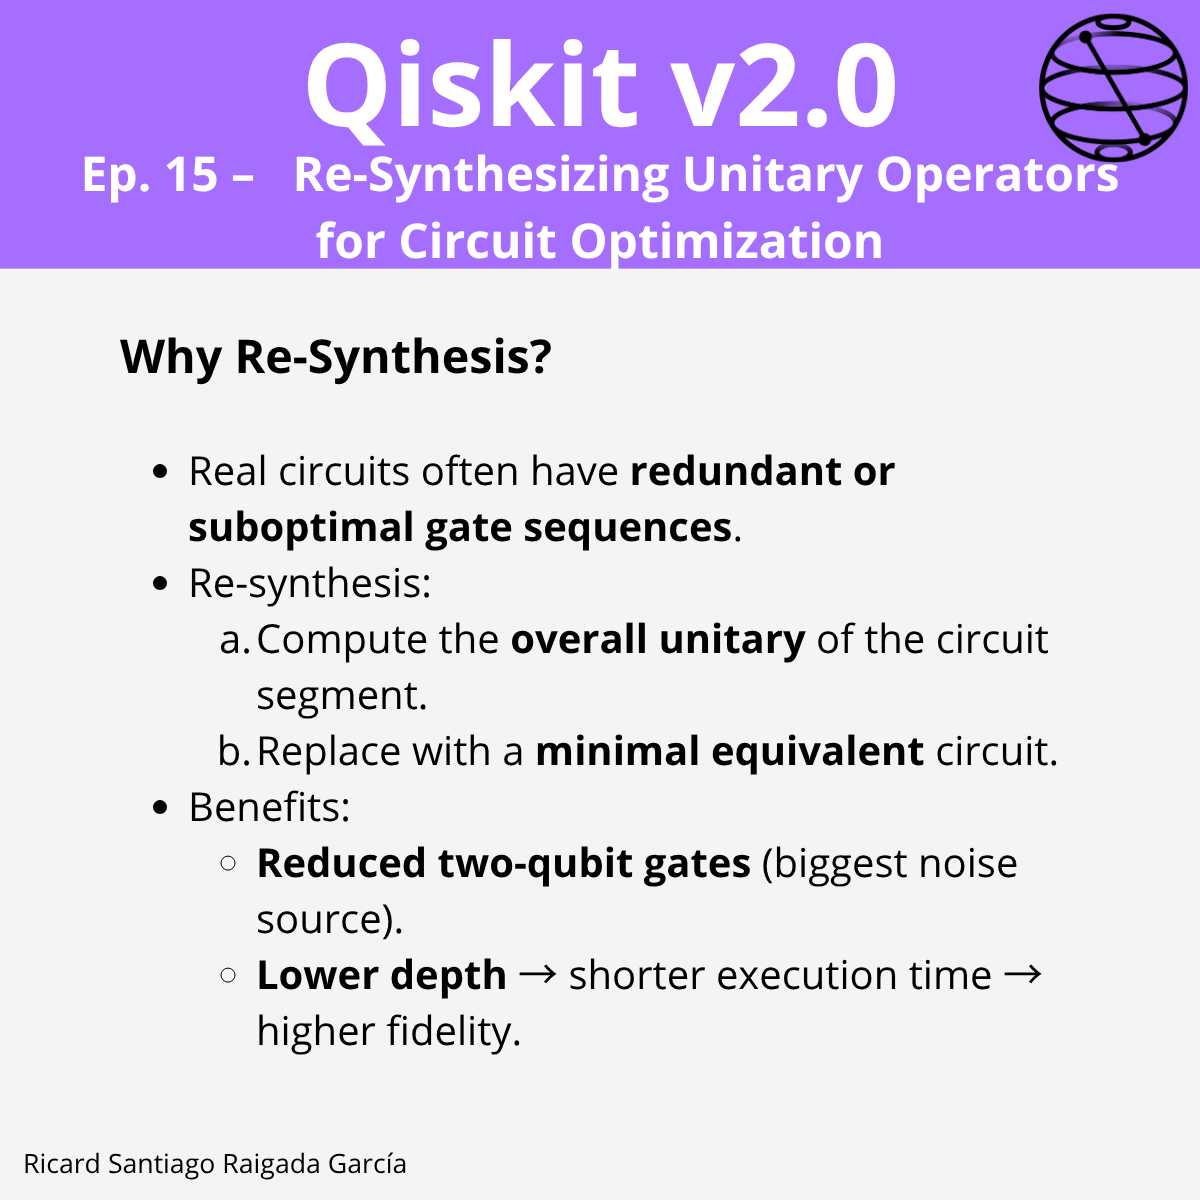 Qiskit v2.0
Ep. 15 – Re-Synthesizing Unitary Operators
for Circuit Optimization
Why Re-Synthesis?
• Real circuits often have redundant or
suboptimal gate sequences.
• Re-synthesis:
a. Compute the overall unitary of the circuit
segment.
b. Replace with a minimal equivalent circuit.
• Benefits:
○ Reduced two-qubit gates (biggest noise
source).
○ Lower depth → shorter execution time →
higher fidelity.
Ricard Santiago Raigada García